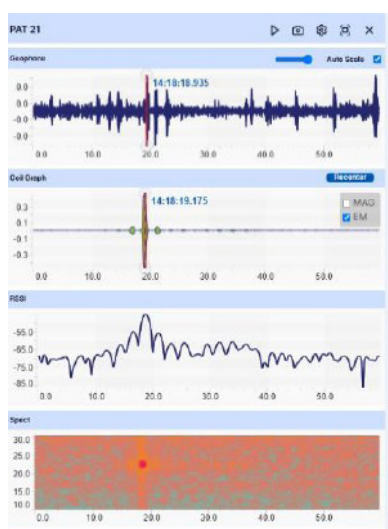 PAT 21
Geophone
Auto Scale
14:18:18.935
0.0
-0.0
-0.0
0.0 10.0 20.0 30.0 40.0 50.0
Coil Graph
Recenter
14:18:19.175
MAG
EM
0.3
0.1
-0.1
-0.3
0.0 10.0 20.0 30.0 40.0 50.0
RSSI
-55.0
-65.0
-75.0
-85.0
0.0 10.0 20.0 30.0 40.0 50.0
Spect
30.0
25.0
20.0
15.0
10.0
0.0 10.0 20.0 30.0 40.0 50.0